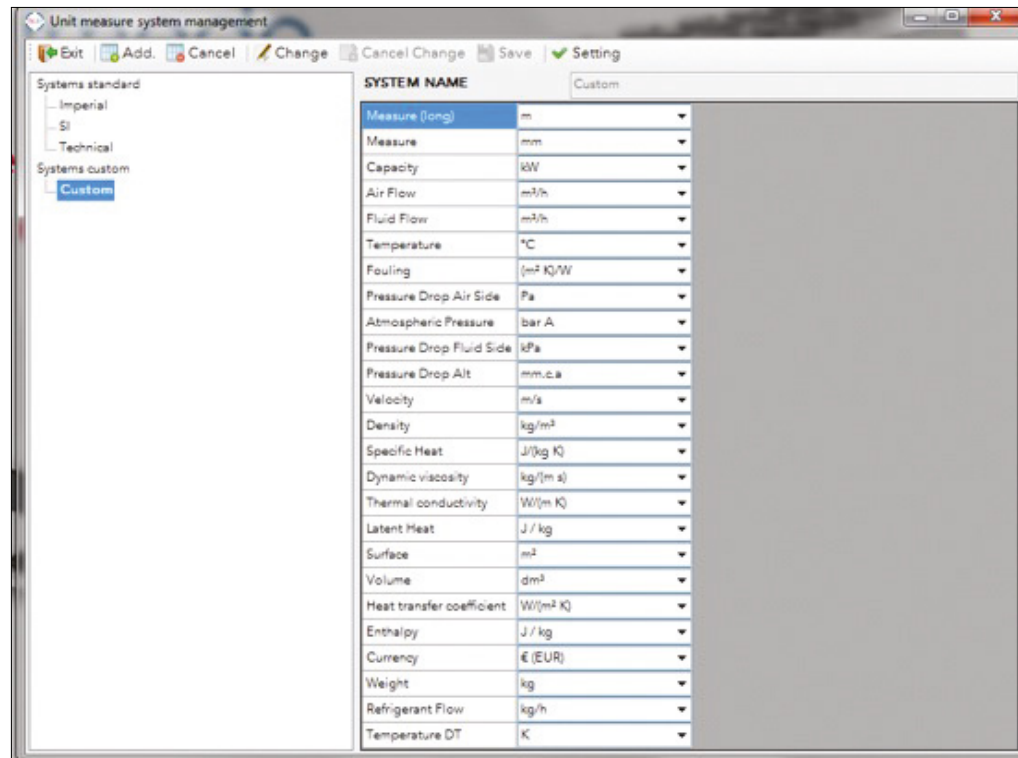 Unit measure system management
Exit Add. Cancel Change Cancel Change Save Setting
Systems standard
Imperial
SI
Technical
Systems custom
Custom
SYSTEM NAME Custom
Measure (long) m
Measure mm
Capacity kW
Air Flow m³/h
Fluid Flow m³/h
Temperature °C
Fouling (m² K)/W
Pressure Drop Air Side Pa
Atmospheric Pressure bar A
Pressure Drop Fluid Side kPa
Pressure Drop Alt mm.c.a
Velocity m/s
Density kg/m³
Specific Heat J/(kg K)
Dynamic viscosity kg/(m s)
Thermal conductivity W/(m K)
Latent Heat J / kg
Surface m²
Volume dm³
Heat transfer coefficient W/(m² K)
Enthalpy J / kg
Currency € (EUR)
Weight kg
Refrigerant Flow kg/h
Temperature DT K